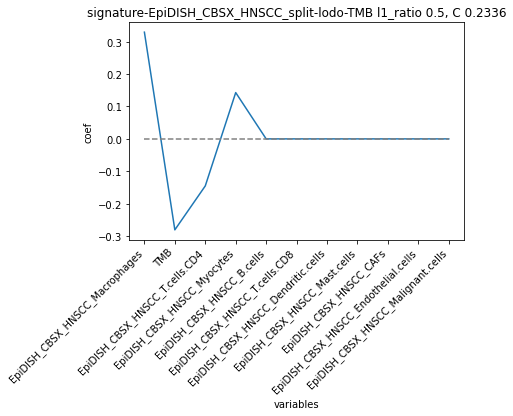 signature-EpiDISH_CBSX_HNSCC_split-lodo-TMB l1_ratio 0.5, C 0.2336
0.3
0.2
0.1
0.0
−0.1
−0.2
−0.3
coef
EpiDISH_CBSX_HNSCC_Macrophages
TMB
EpiDISH_CBSX_HNSCC_T.cells.CD4
EpiDISH_CBSX_HNSCC_Myocytes
EpiDISH_CBSX_HNSCC_B.cells
EpiDISH_CBSX_HNSCC_T.cells.CD8
EpiDISH_CBSX_HNSCC_Dendritic.cells
EpiDISH_CBSX_HNSCC_Mast.cells
EpiDISH_CBSX_HNSCC_CAFs
EpiDISH_CBSX_HNSCC_Endothelial.cells
EpiDISH_CBSX_HNSCC_Malignant.cells
variables